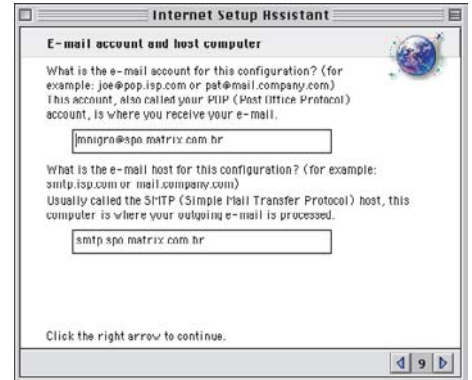 Internet Setup Assistant
E-mail account and host computer
What is the e-mail account for this configuration? (for
example: joe@pop.isp.com or pat@mail.company.com)
This account, also called your POP (Post Office Protocol)
account, is where you receive your e-mail.
mnigro@spo.matrix.com.br
What is the e-mail host for this configuration? (for example:
smtp.isp.com or mail.company.com)
Usually called the SMTP (Simple Mail Transfer Protocol) host, this
computer is where your outgoing e-mail is processed.
smtp.spo.matrix.com.br
Click the right arrow to continue.
9